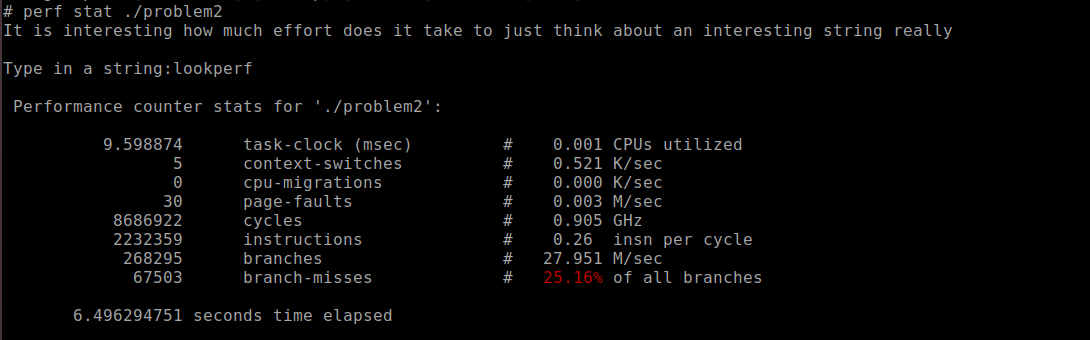 # perf stat ./problem2
It is interesting how much effort does it take to just think about an interesting string really
Type in a string:lookperf
Performance counter stats for './problem2':
9.598874 task-clock (msec) # 0.001 CPUs utilized
5 context-switches # 0.521 K/sec
0 cpu-migrations # 0.000 K/sec
30 page-faults # 0.003 M/sec
8686922 cycles # 0.905 GHz
2232359 instructions # 0.26 insn per cycle
268295 branches # 27.951 M/sec
67503 branch-misses # 25.16% of all branches
6.496294751 seconds time elapsed